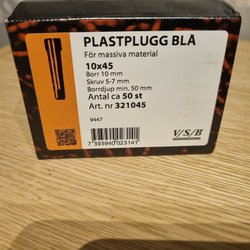 PLASTPLUGG BLÅ
För massiva material
10x45
Borr 10 mm
Skruv 5-7 mm
Borrdjup min. 50 mm
Antal ca 50 st
Art. nr 321045
9447
V/S/B
7 393940 023141